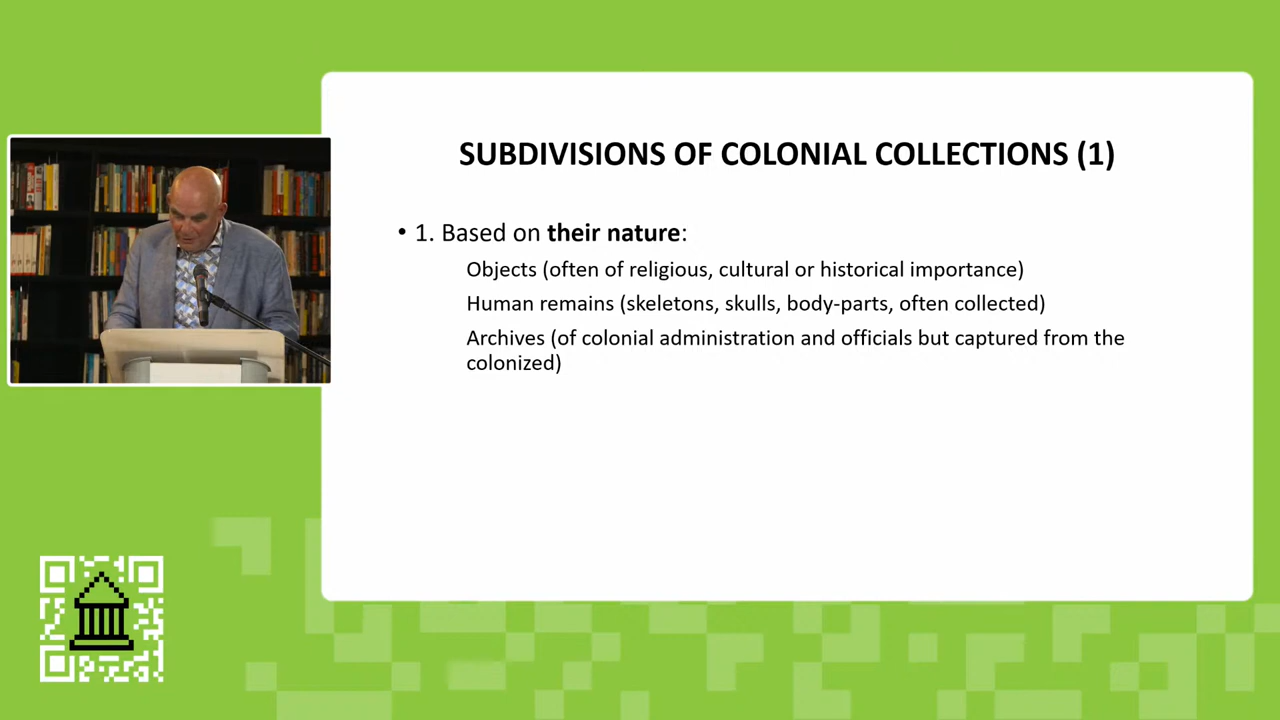 SUBDIVISIONS OF COLONIAL COLLECTIONS (1)
• 1. Based on their nature:
Objects (often of religious, cultural or historical importance)
Human remains (skeletons, skulls, body-parts, often collected)
Archives (of colonial administration and officials but captured from the
colonized)